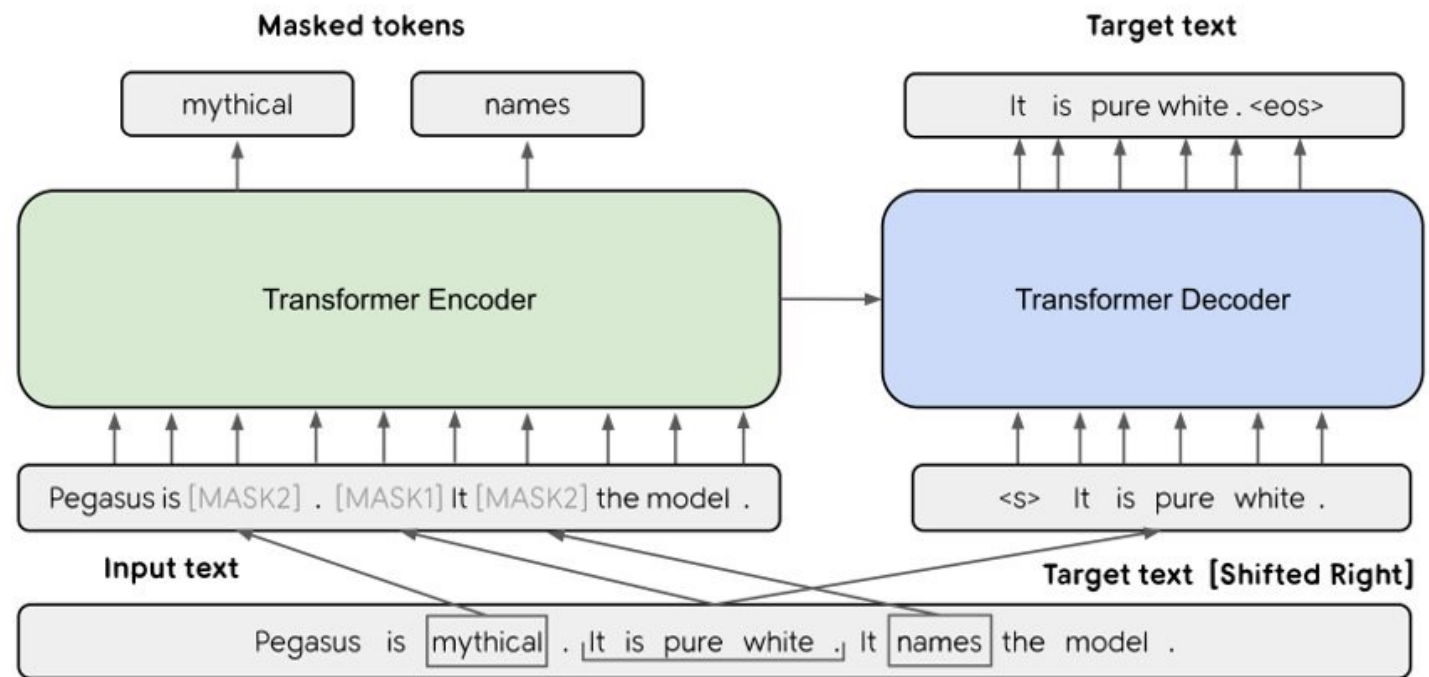 Masked tokens
Target text
mythical
names
It is pure white . <eos>
Transformer Encoder
Transformer Decoder
Pegasus is [MASK2] . [MASK1] It [MASK2] the model .
<s> It is pure white .
Input text
Target text [Shifted Right]
Pegasus is mythical . It is pure white . It names the model .